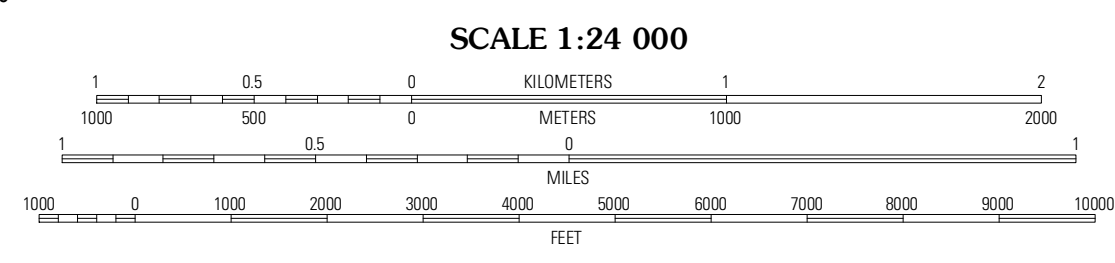 SCALE 1:24 000
1 0.5 0 KILOMETERS 1 2
1000 500 0 METERS 1000 2000
1 0.5 0 1
MILES
1000 0 1000 2000 3000 4000 5000 6000 7000 8000 9000 10000
FEET